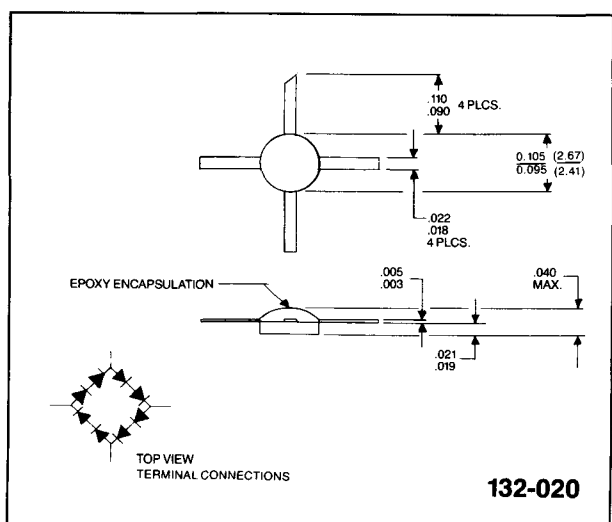 .110
.090 4 PLCS.
0.105 (2.67)
0.095 (2.41)
.022
.018
4 PLCS.
EPOXY ENCAPSULATION
.005
.003
.040
MAX.
.021
.019
TOP VIEW
TERMINAL CONNECTIONS
132-020